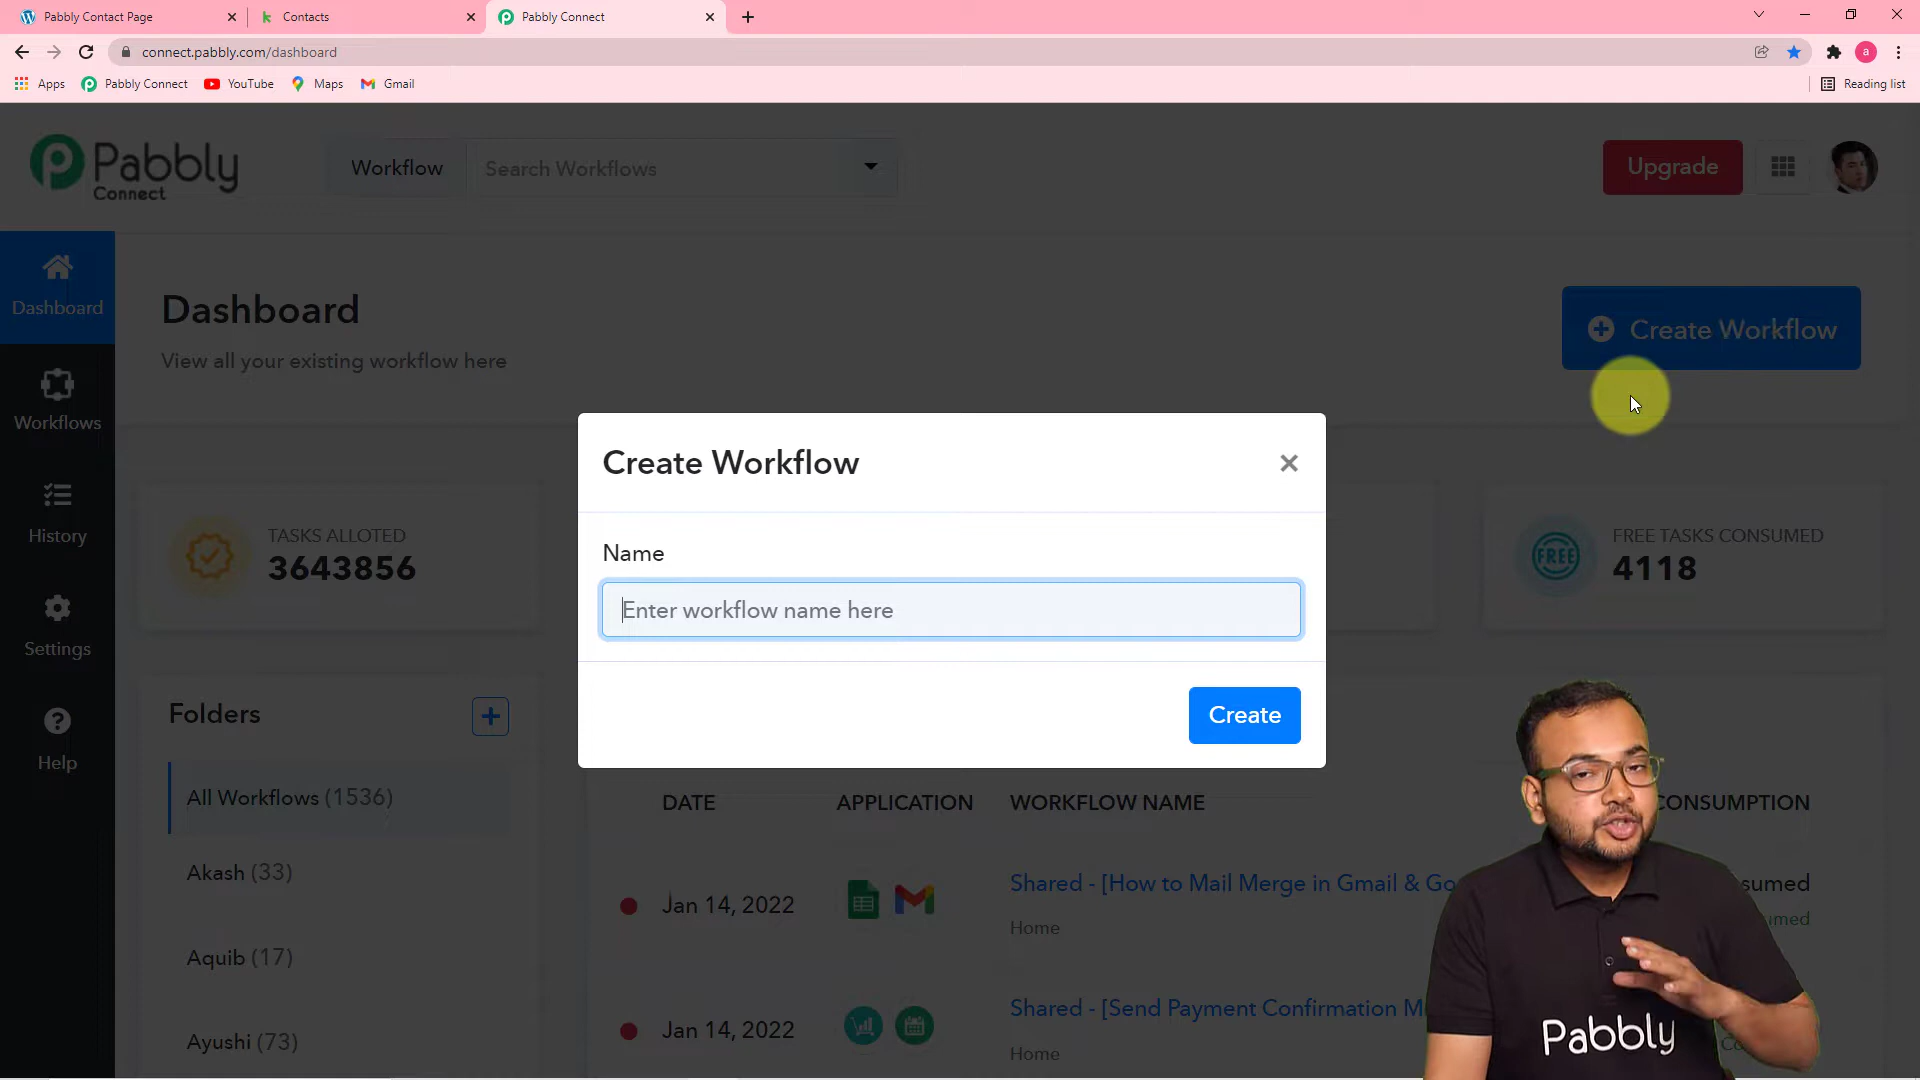 Pabbly Contact Page
Contacts
Pabbly Connect
connect.pabbly.com/dashboard
Apps
Pabbly Connect
YouTube
Maps
Gmail
Reading list
Pabbly
Connect
Workflow
Search Workflows
Upgrade
Dashboard
Workflows
History
Settings
Help
Dashboard
View all your existing workflow here
Create Workflow
TASKS ALLOTED
3643856
FREE
FREE TASKS CONSUMED
4118
Create Workflow
Name
Enter workflow name here
Create
Folders
All Workflows (1536)
Akash (33)
Aquib (17)
Ayushi (73)
DATE
APPLICATION
WORKFLOW NAME
CONSUMPTION
Jan 14, 2022
Shared - [How to Mail Merge in Gmail & Go
Home
Jan 14, 2022
Shared - [Send Payment Confirmation M
Home
Pabbly